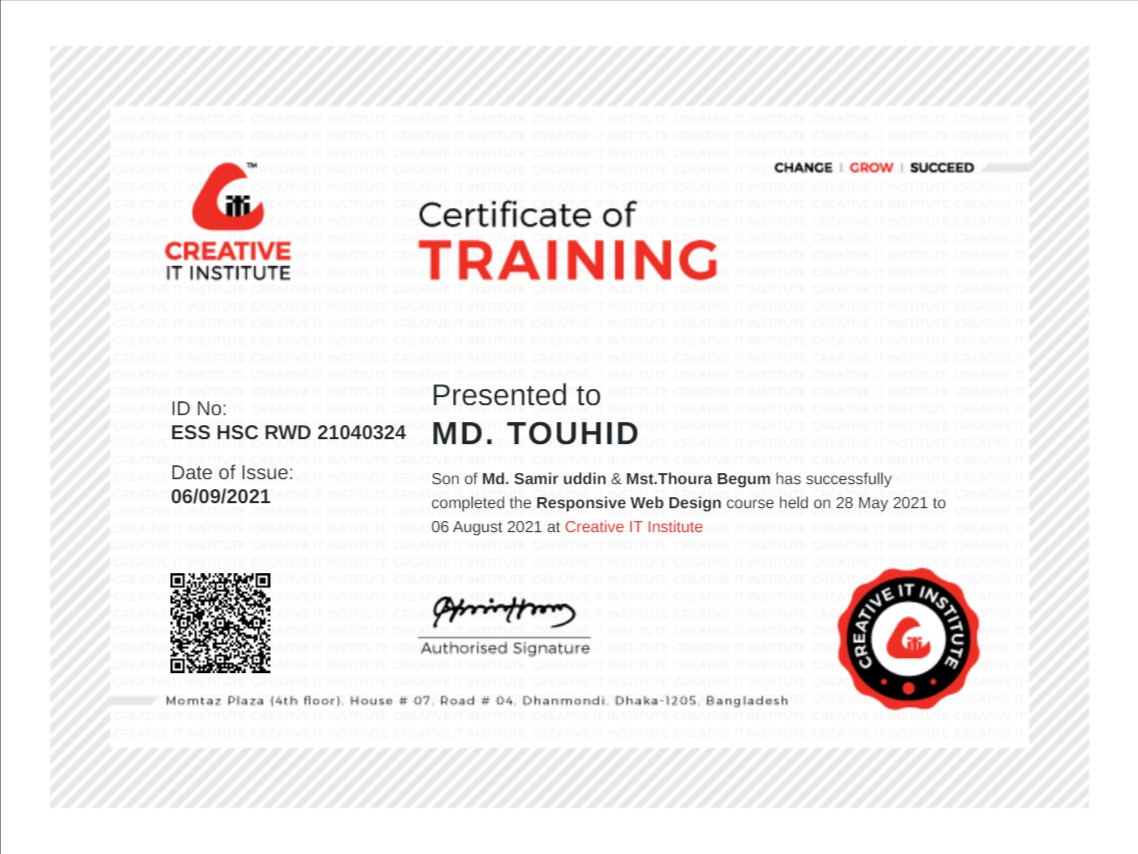 CREATIVE
IT INSTITUTE
™
CHANGE | GROW | SUCCEED
Certificate of
TRAINING
ID No:
ESS HSC RWD 21040324
Date of Issue:
06/09/2021
Presented to
MD. TOUHID
Son of Md. Samir uddin & Mst.Thoura Begum has successfully
completed the Responsive Web Design course held on 28 May 2021 to
06 August 2021 at Creative IT Institute
Authorised Signature
CREATIVE IT INSTITUTE
Momtaz Plaza (4th floor), House # 07, Road # 04, Dhanmondi, Dhaka-1205, Bangladesh